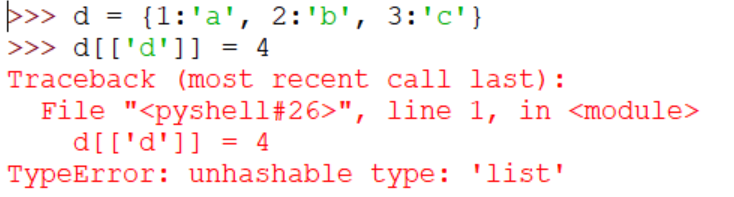 >>> d = {1:'a', 2:'b', 3:'c'}
>>> d[['d']] = 4
Traceback (most recent call last):
  File "<pyshell#26>", line 1, in <module>
    d[['d']] = 4
TypeError: unhashable type: 'list'